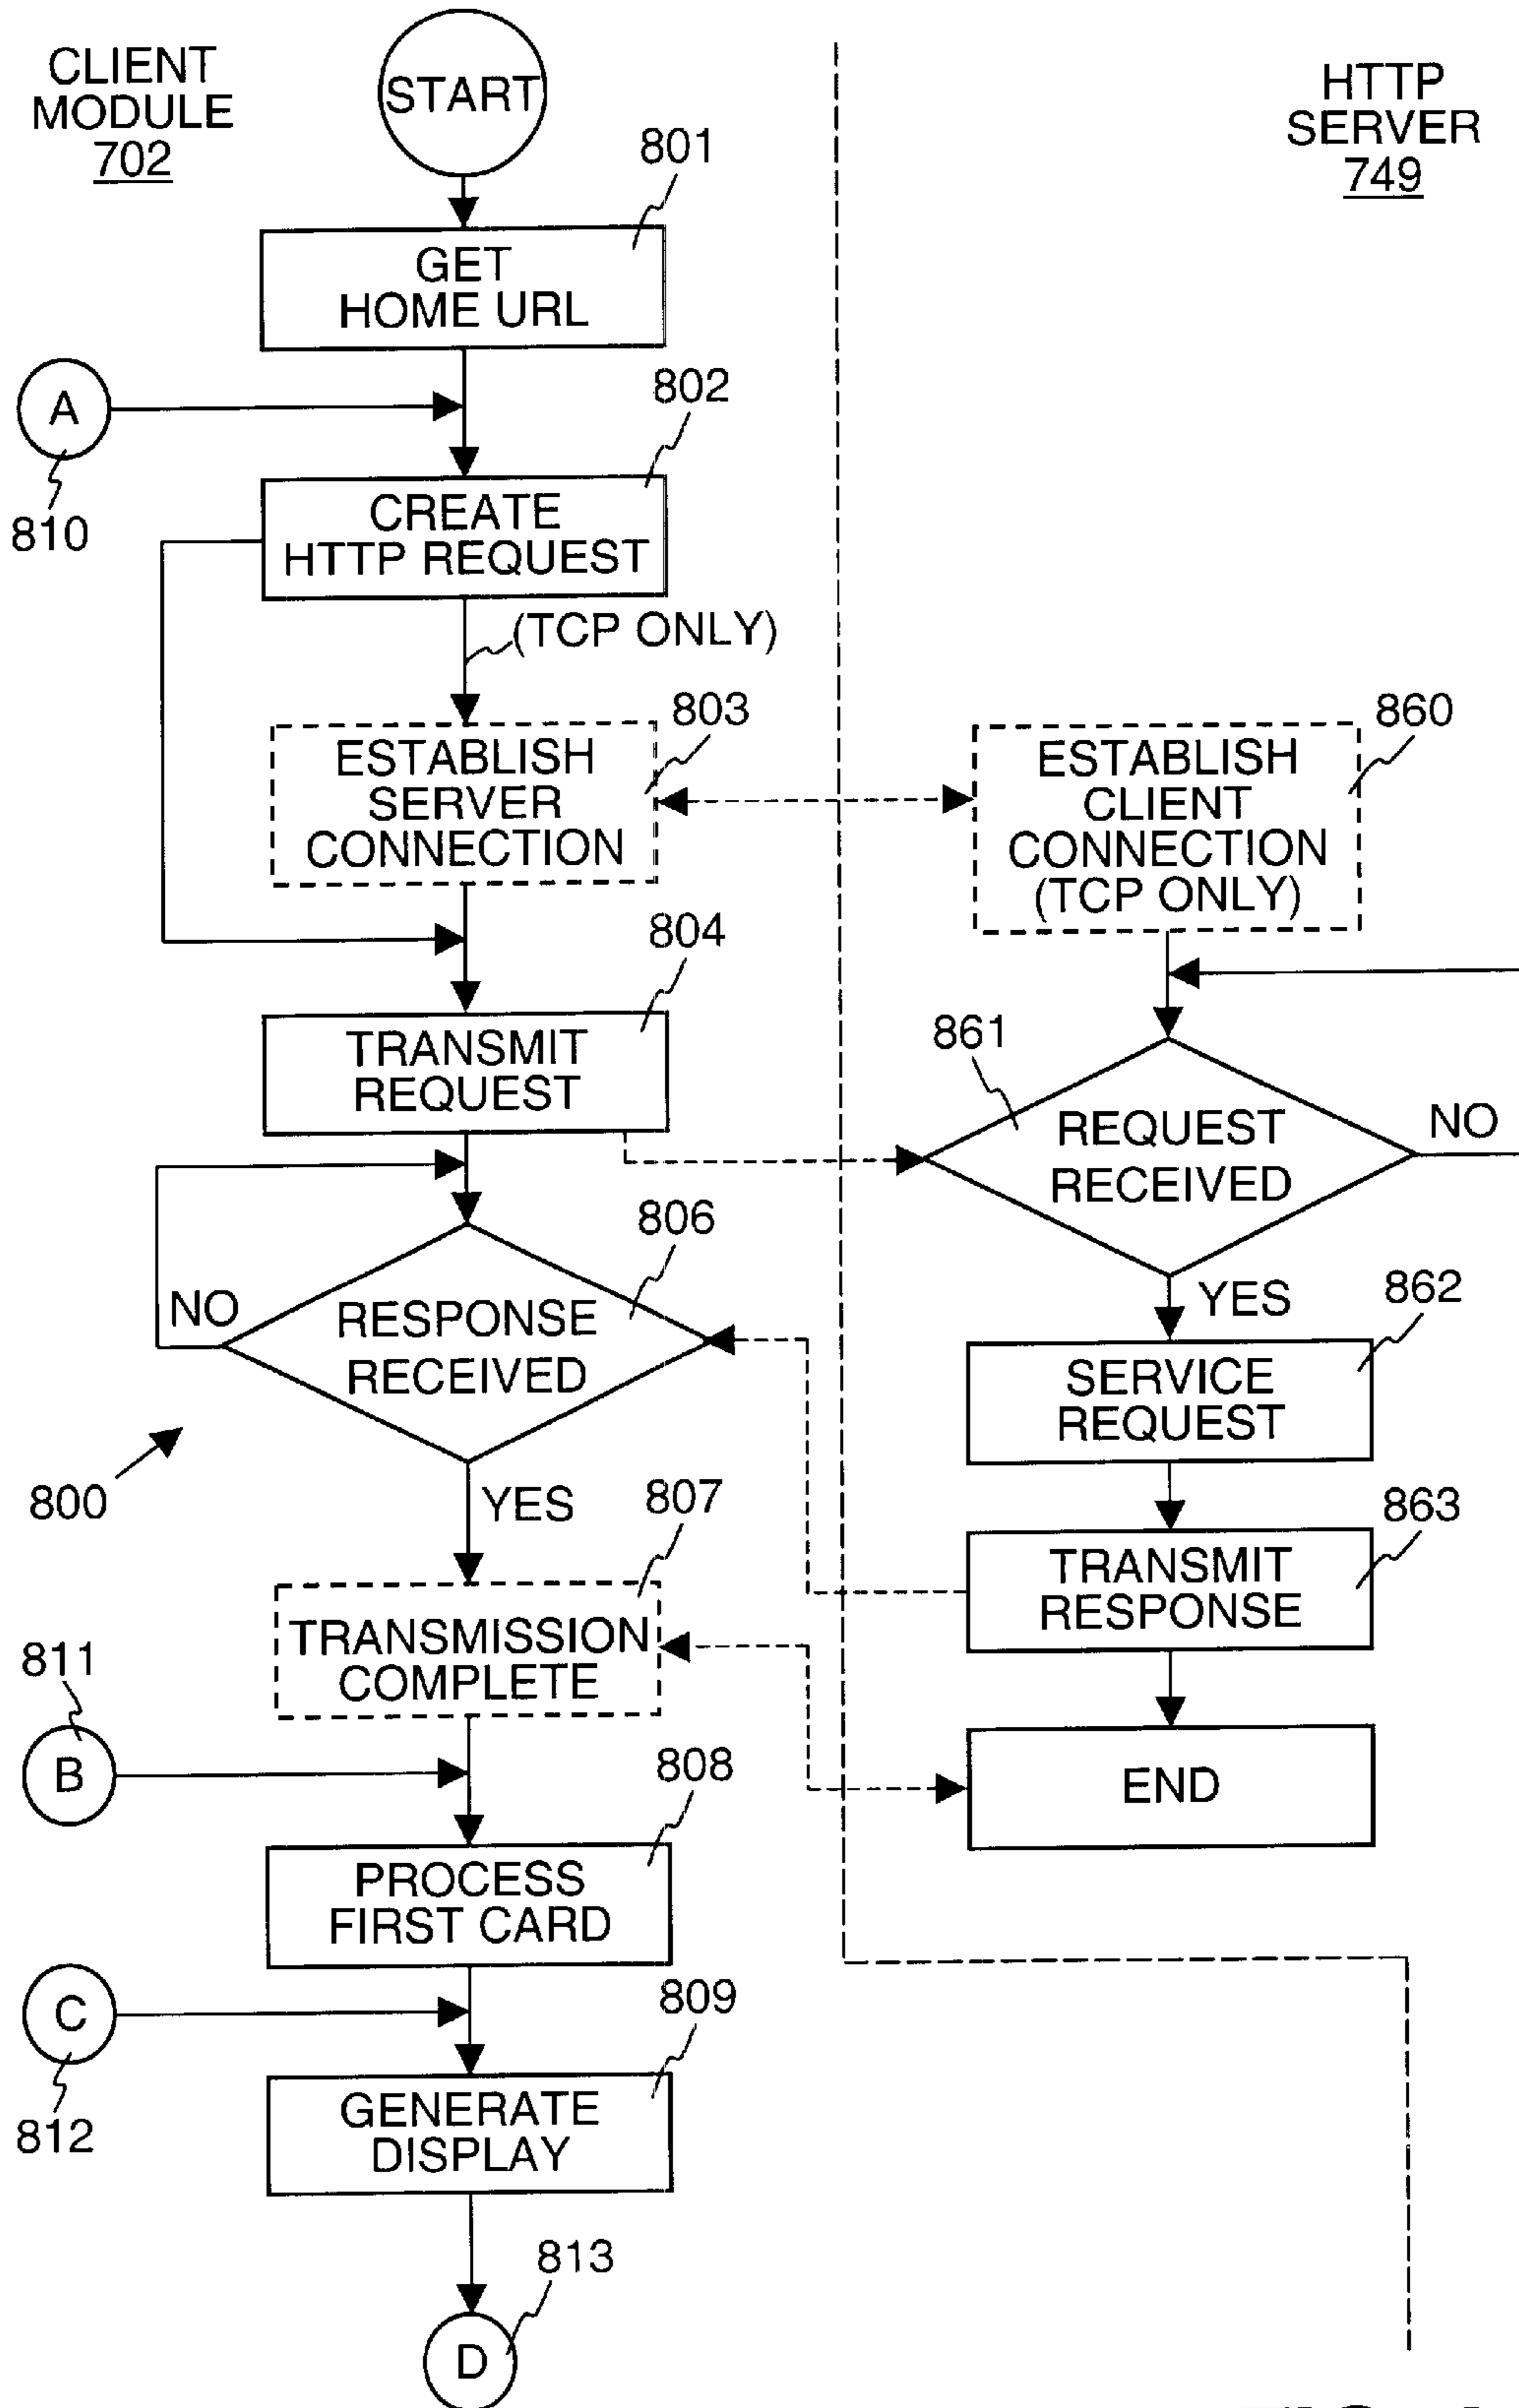 CLIENT
MODULE
702
START
HTTP
SERVER
749
801
GET
HOME URL
A
810
802
CREATE
HTTP REQUEST
(TCP ONLY)
803
ESTABLISH
SERVER
CONNECTION
860
ESTABLISH
CLIENT
CONNECTION
(TCP ONLY)
804
TRANSMIT
REQUEST
861
REQUEST
RECEIVED
NO
YES
806
RESPONSE
RECEIVED
NO
YES
800
862
SERVICE
REQUEST
863
TRANSMIT
RESPONSE
807
TRANSMISSION
COMPLETE
811
B
END
808
PROCESS
FIRST CARD
C
812
809
GENERATE
DISPLAY
813
D